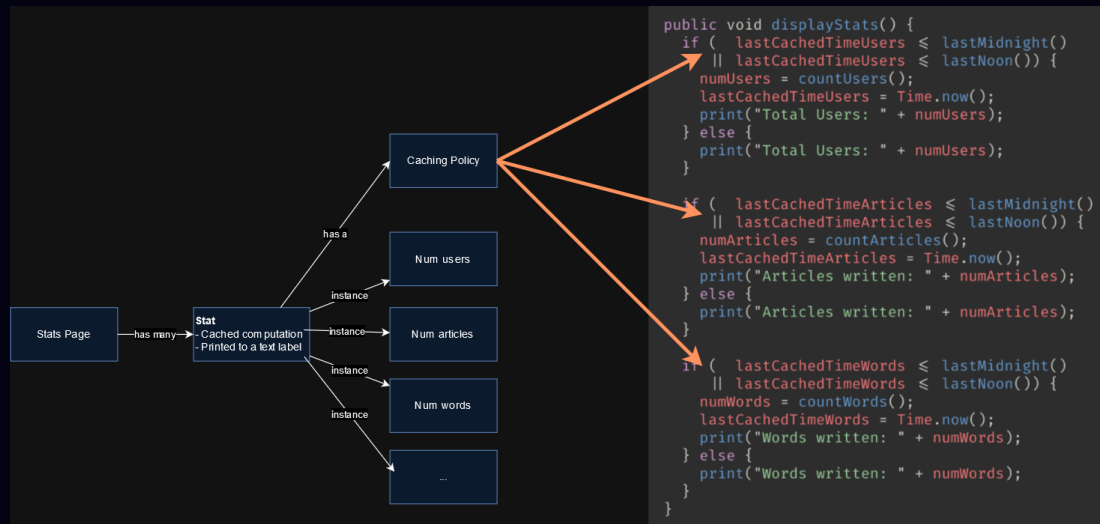 Stats Page
has many
Stat
- Cached computation
- Printed to a text label
has a
instance
instance
instance
instance
Caching Policy
Num users
Num articles
Num words
...
public void displayStats() {
  if (  lastCachedTimeUsers ⩽ lastMidnight()
     || lastCachedTimeUsers ⩽ lastNoon()) {
    numUsers = countUsers();
    lastCachedTimeUsers = Time.now();
    print("Total Users: " + numUsers);
  } else {
    print("Total Users: " + numUsers);
  }
  if (  lastCachedTimeArticles ⩽ lastMidnight()
     || lastCachedTimeArticles ⩽ lastNoon()) {
    numArticles = countArticles();
    lastCachedTimeArticles = Time.now();
    print("Articles written: " + numArticles);
  } else {
    print("Articles written: " + numArticles);
  }
  if (  lastCachedTimeWords ⩽ lastMidnight()
     || lastCachedTimeWords ⩽ lastNoon()) {
    numWords = countWords();
    lastCachedTimeWords = Time.now();
    print("Words written: " + numWords);
  } else {
    print("Words written: " + numWords);
  }
}